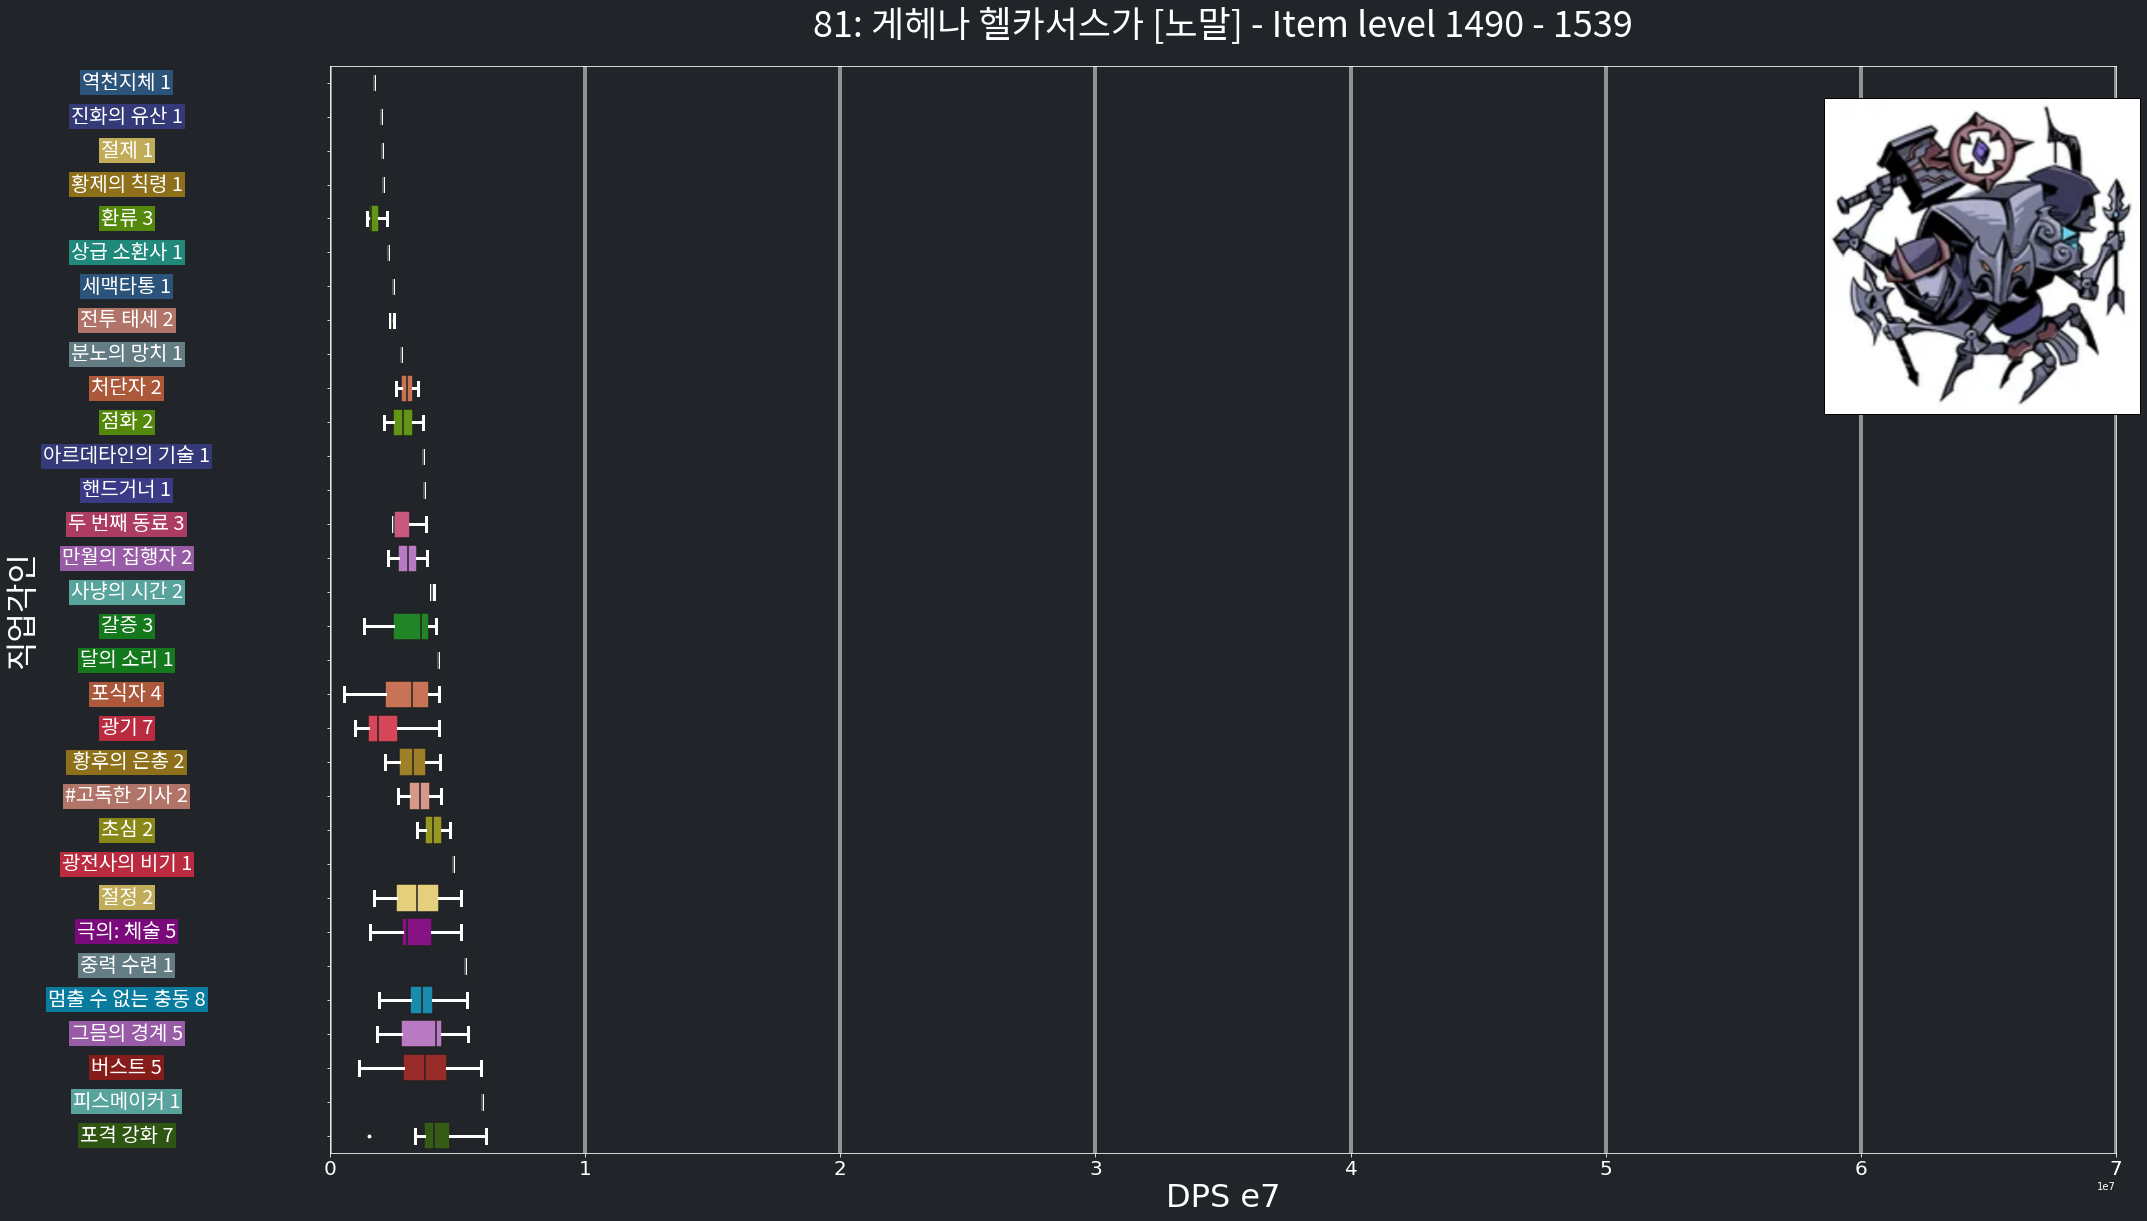 81: 게헤나 헬카서스가 [노말] - Item level 1490 - 1539
직업각인
역천지체 1
진화의 유산 1
절제 1
황제의 칙령 1
환류 3
상급 소환사 1
세맥타통 1
전투 태세 2
분노의 망치 1
처단자 2
점화 2
아르데타인의 기술 1
핸드거너 1
두 번째 동료 3
만월의 집행자 2
사냥의 시간 2
갈증 3
달의 소리 1
포식자 4
광기 7
황후의 은총 2
#고독한 기사 2
초심 2
광전사의 비기 1
절정 2
극의: 체술 5
중력 수련 1
멈출 수 없는 충동 8
그믐의 경계 5
버스트 5
피스메이커 1
포격 강화 7
0 1 2 3 4 5 6 7
1e7
DPS e7